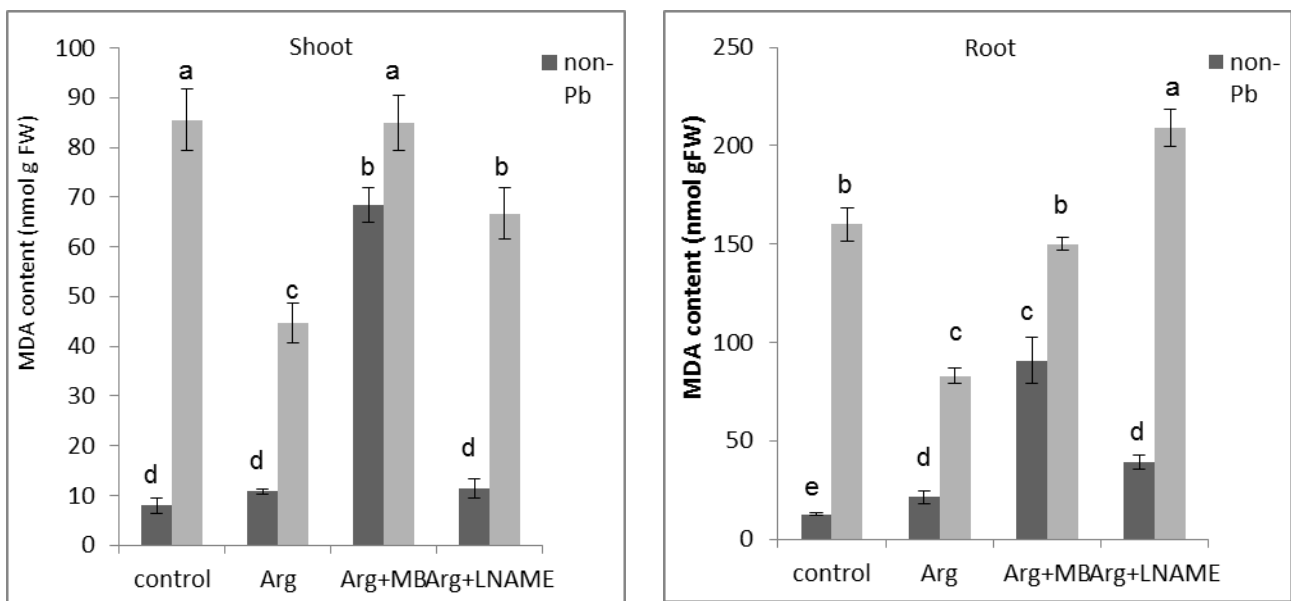 Shoot
MDA content (nmol g FW)
100
90
80
70
60
50
40
30
20
10
0
a
a
b
b
c
d
d
d
control Arg Arg+MB Arg+LNAME
non-
Pb
Root
MDA content (nmol gFW)
250
200
150
100
50
0
a
b
b
c
c
d
d
e
control Arg Arg+MB Arg+LNAME
non-
Pb